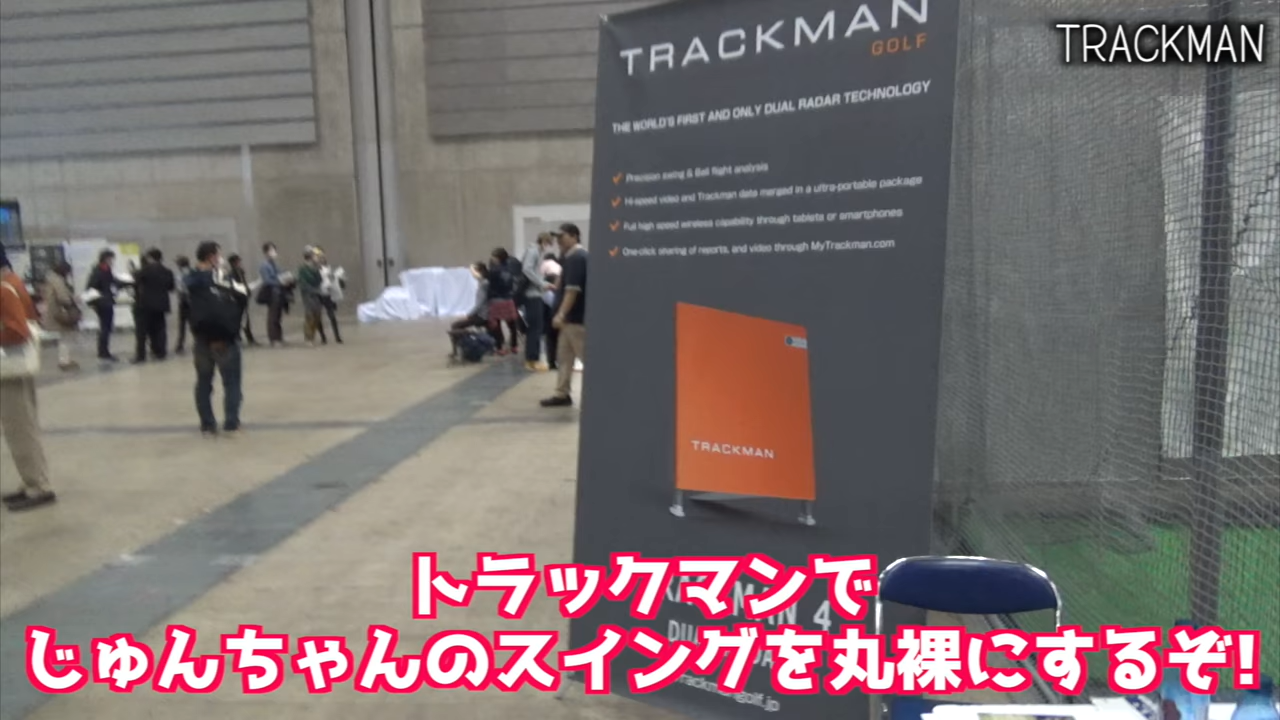 TRACKMAN
GOLF
TRACKMAN
THE WORLD'S FIRST AND ONLY DUAL RADAR TECHNOLOGY
Precision swing & Ball flight analysis
Hi-speed video and Trackman data merged in a ultra-portable package
Full high speed wireless capability through tablets or smartphones
One-click sharing of reports, and video through MyTrackman.com
TRACKMAN
トラックマンで
4
じゅんちゃんのスイングを丸裸にするぞ!